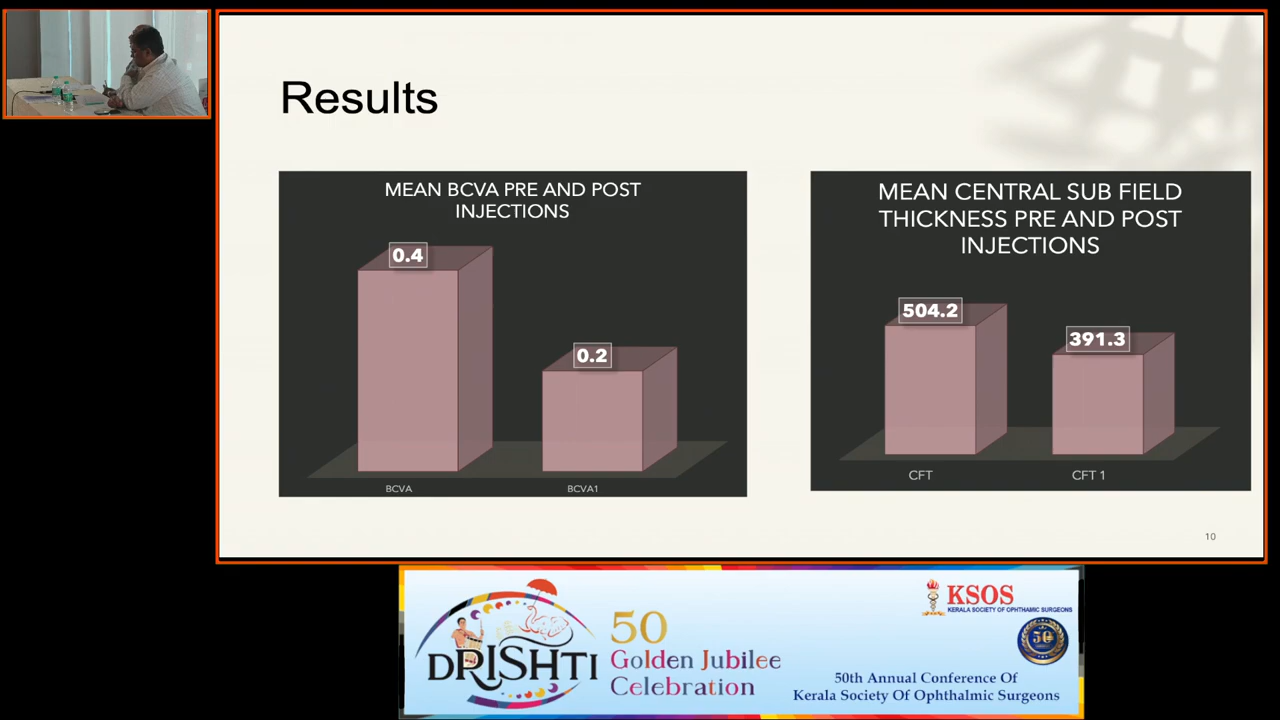 Results
MEAN BCVA PRE AND POST
INJECTIONS
0.4
0.2
BCVA
BCVA1
MEAN CENTRAL SUB FIELD
THICKNESS PRE AND POST
INJECTIONS
504.2
391.3
CFT
CFT 1
10
DRISHTI
50
Golden Jubilee
Celebration
KSOS
KERALA SOCIETY OF OPHTHAMIC SURGEONS
50
50th Annual Conference Of
Kerala Society Of Ophthalmic Surgeons